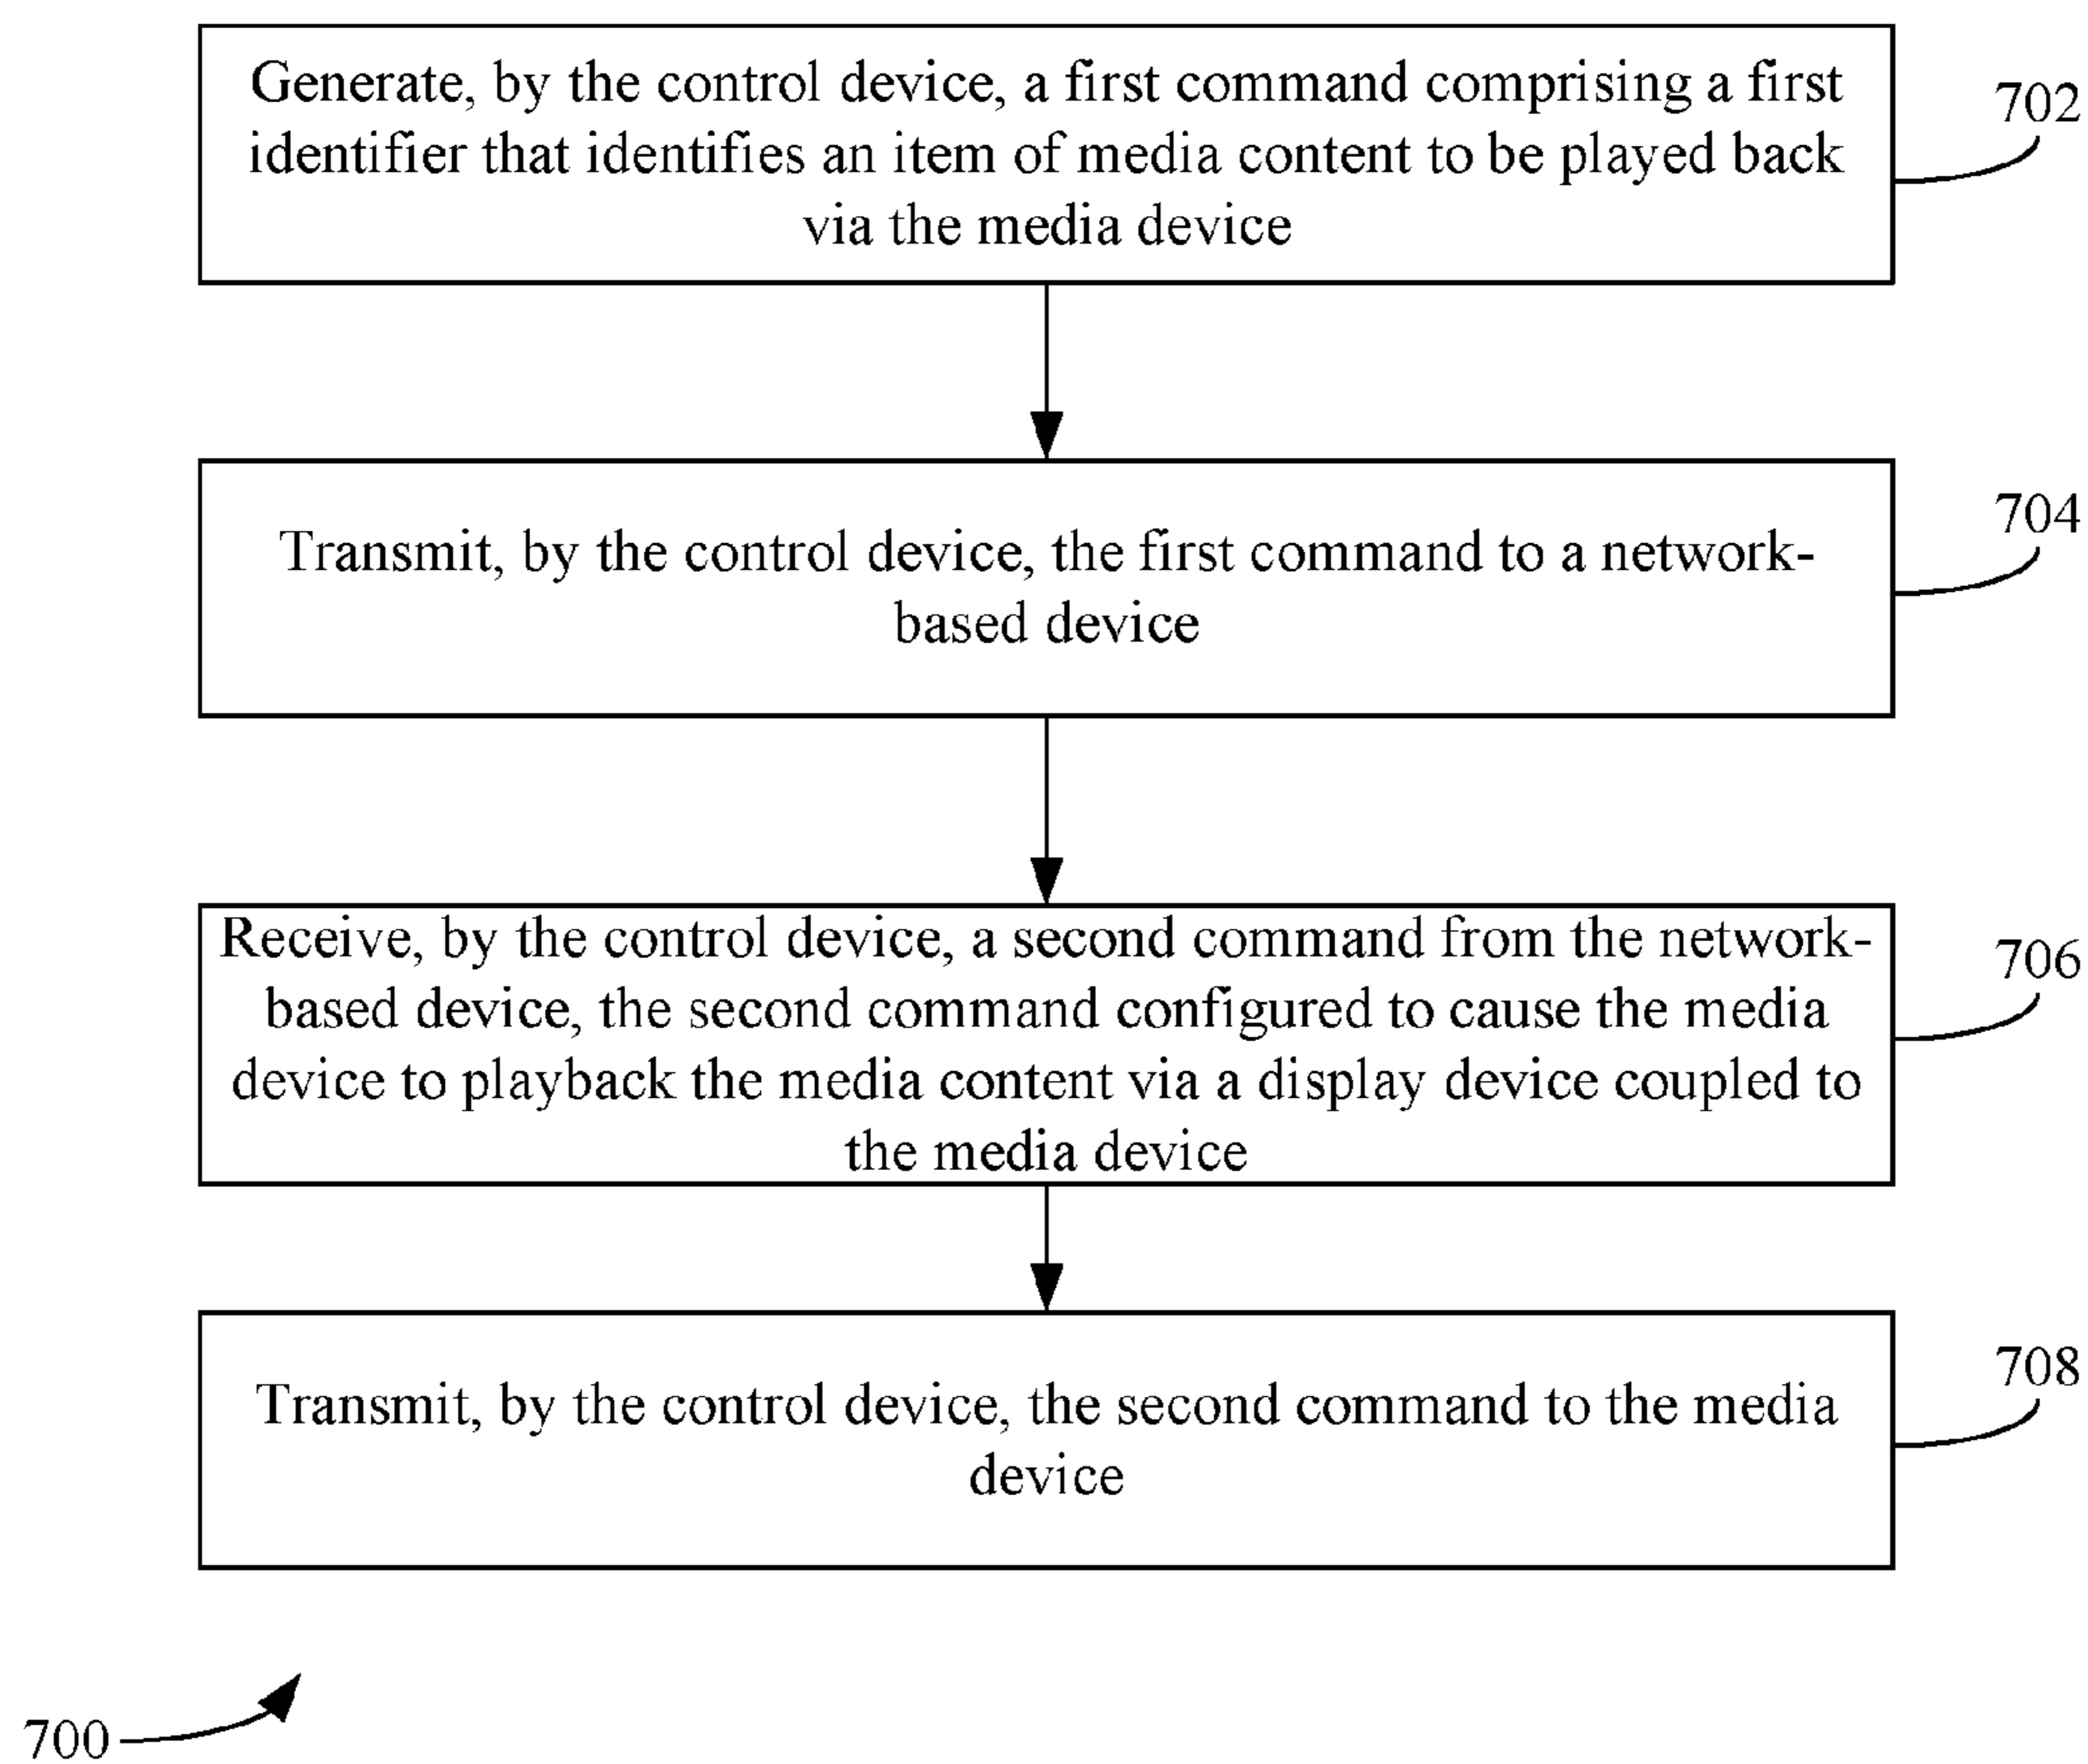 Generate, by the control device, a first command comprising a first
identifier that identifies an item of media content to be played back
via the media device
702
Transmit, by the control device, the first command to a network-
based device
704
Receive, by the control device, a second command from the network-
based device, the second command configured to cause the media
device to playback the media content via a display device coupled to
the media device
706
Transmit, by the control device, the second command to the media
device
708
700